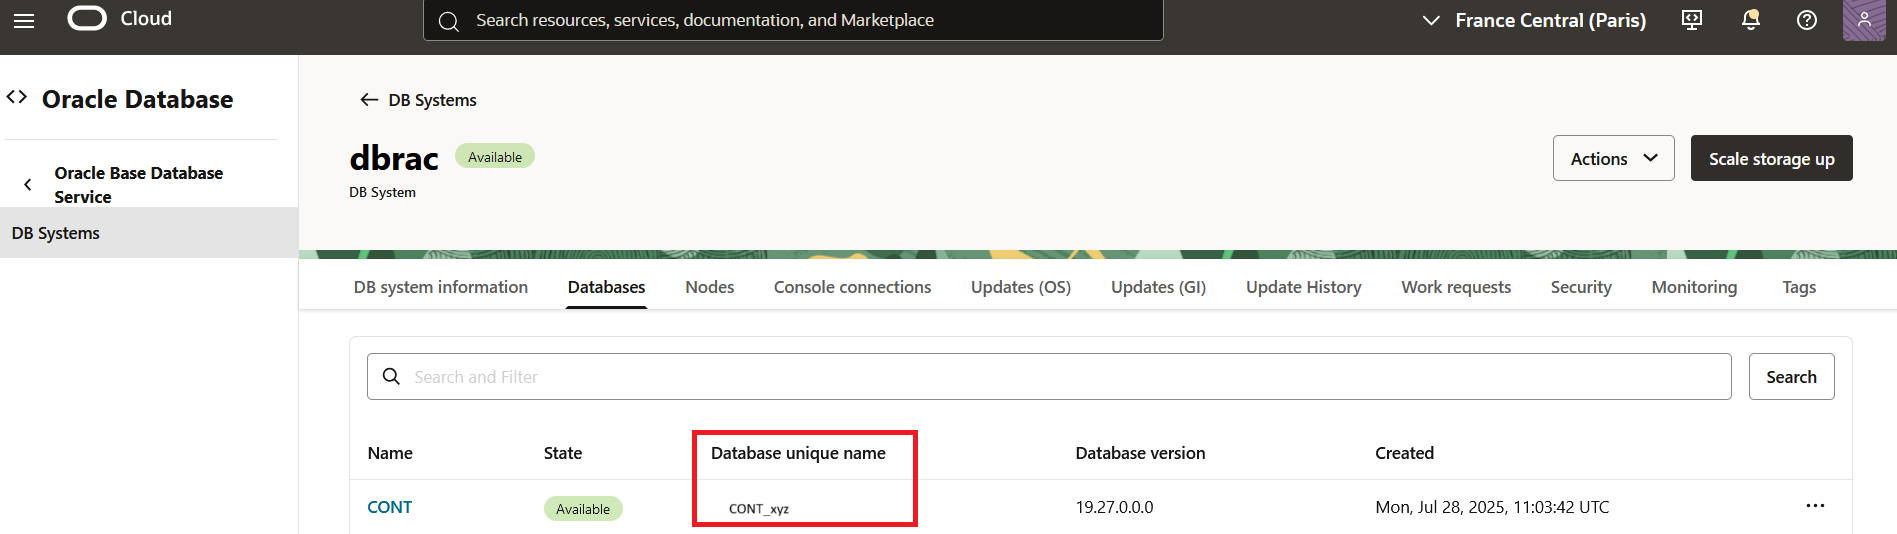 Cloud
Search resources, services, documentation, and Marketplace
France Central (Paris)
Oracle Database
Oracle Base Database
Service
DB Systems
DB Systems
dbrac
Available
DB System
Actions
Scale storage up
DB system information
Databases
Nodes
Console connections
Updates (OS)
Updates (GI)
Update History
Work requests
Security
Monitoring
Tags
Search and Filter
Search
Name State Database unique name Database version Created
CONT Available CONT_xyz 19.27.0.0.0 Mon, Jul 28, 2025, 11:03:42 UTC